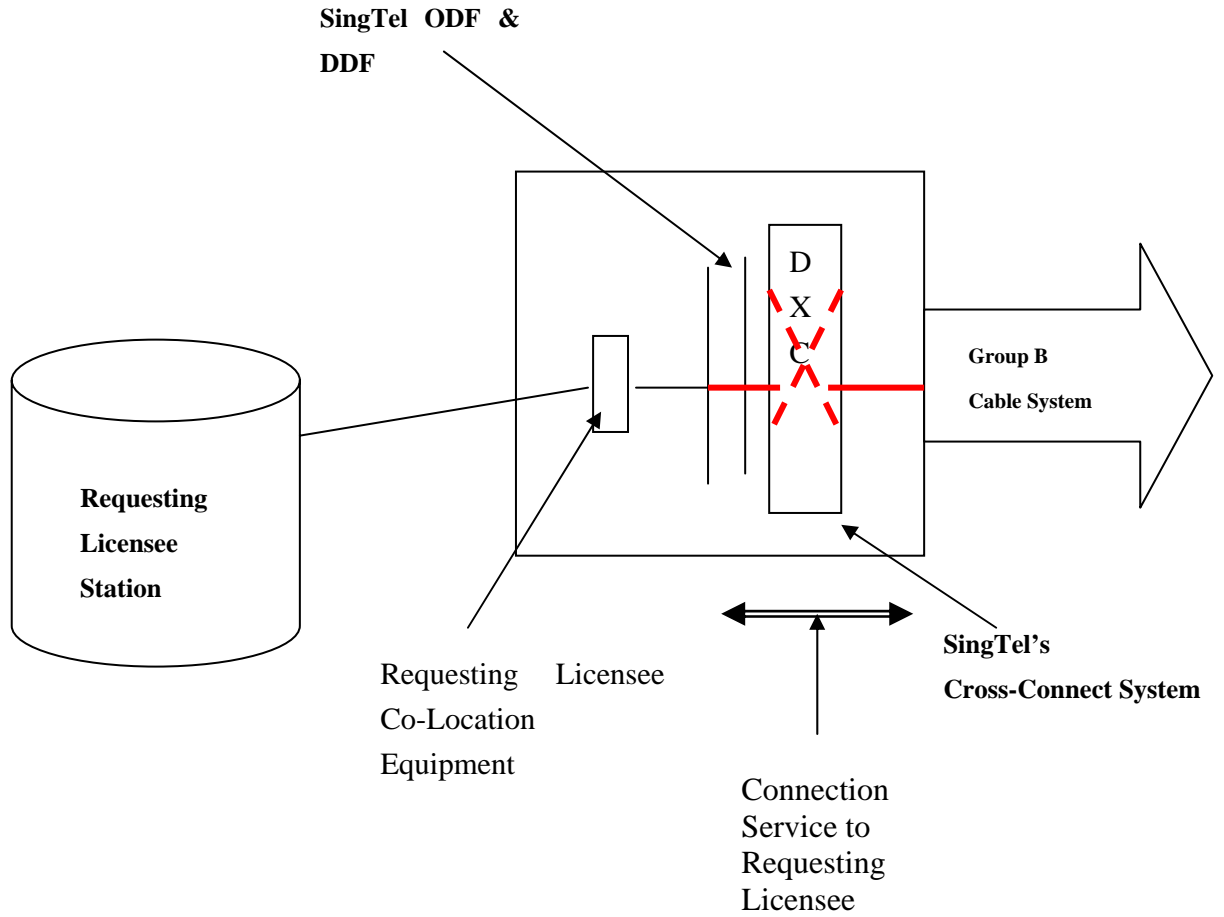 SingTel ODF &
DDF
D
X
C
Group B
Cable System
Requesting
Licensee
Station
SingTel’s
Cross-Connect System
Requesting Licensee
Co-Location
Equipment
Connection
Service to
Requesting
Licensee